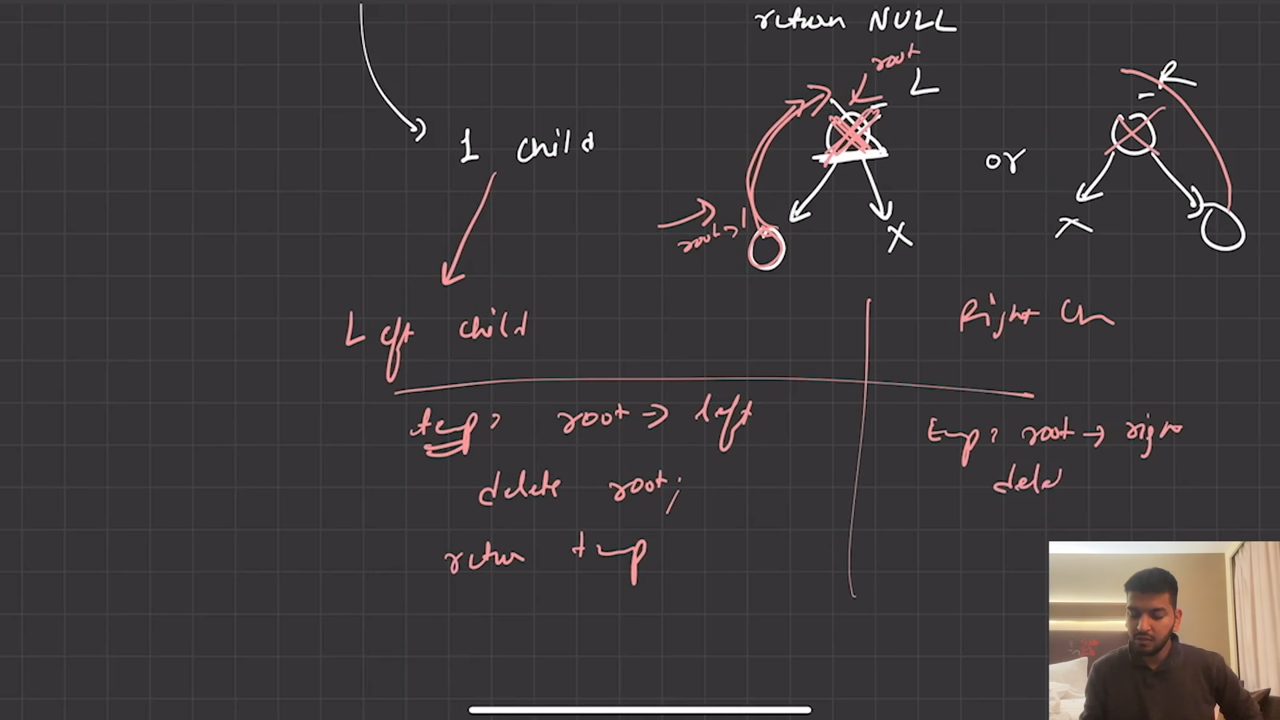 return NULL
root
L
R
1 child
or
root->l
X
X
Left child
Right Ch
temp = root -> left
delete root;
return temp
temp = root -> right
dele